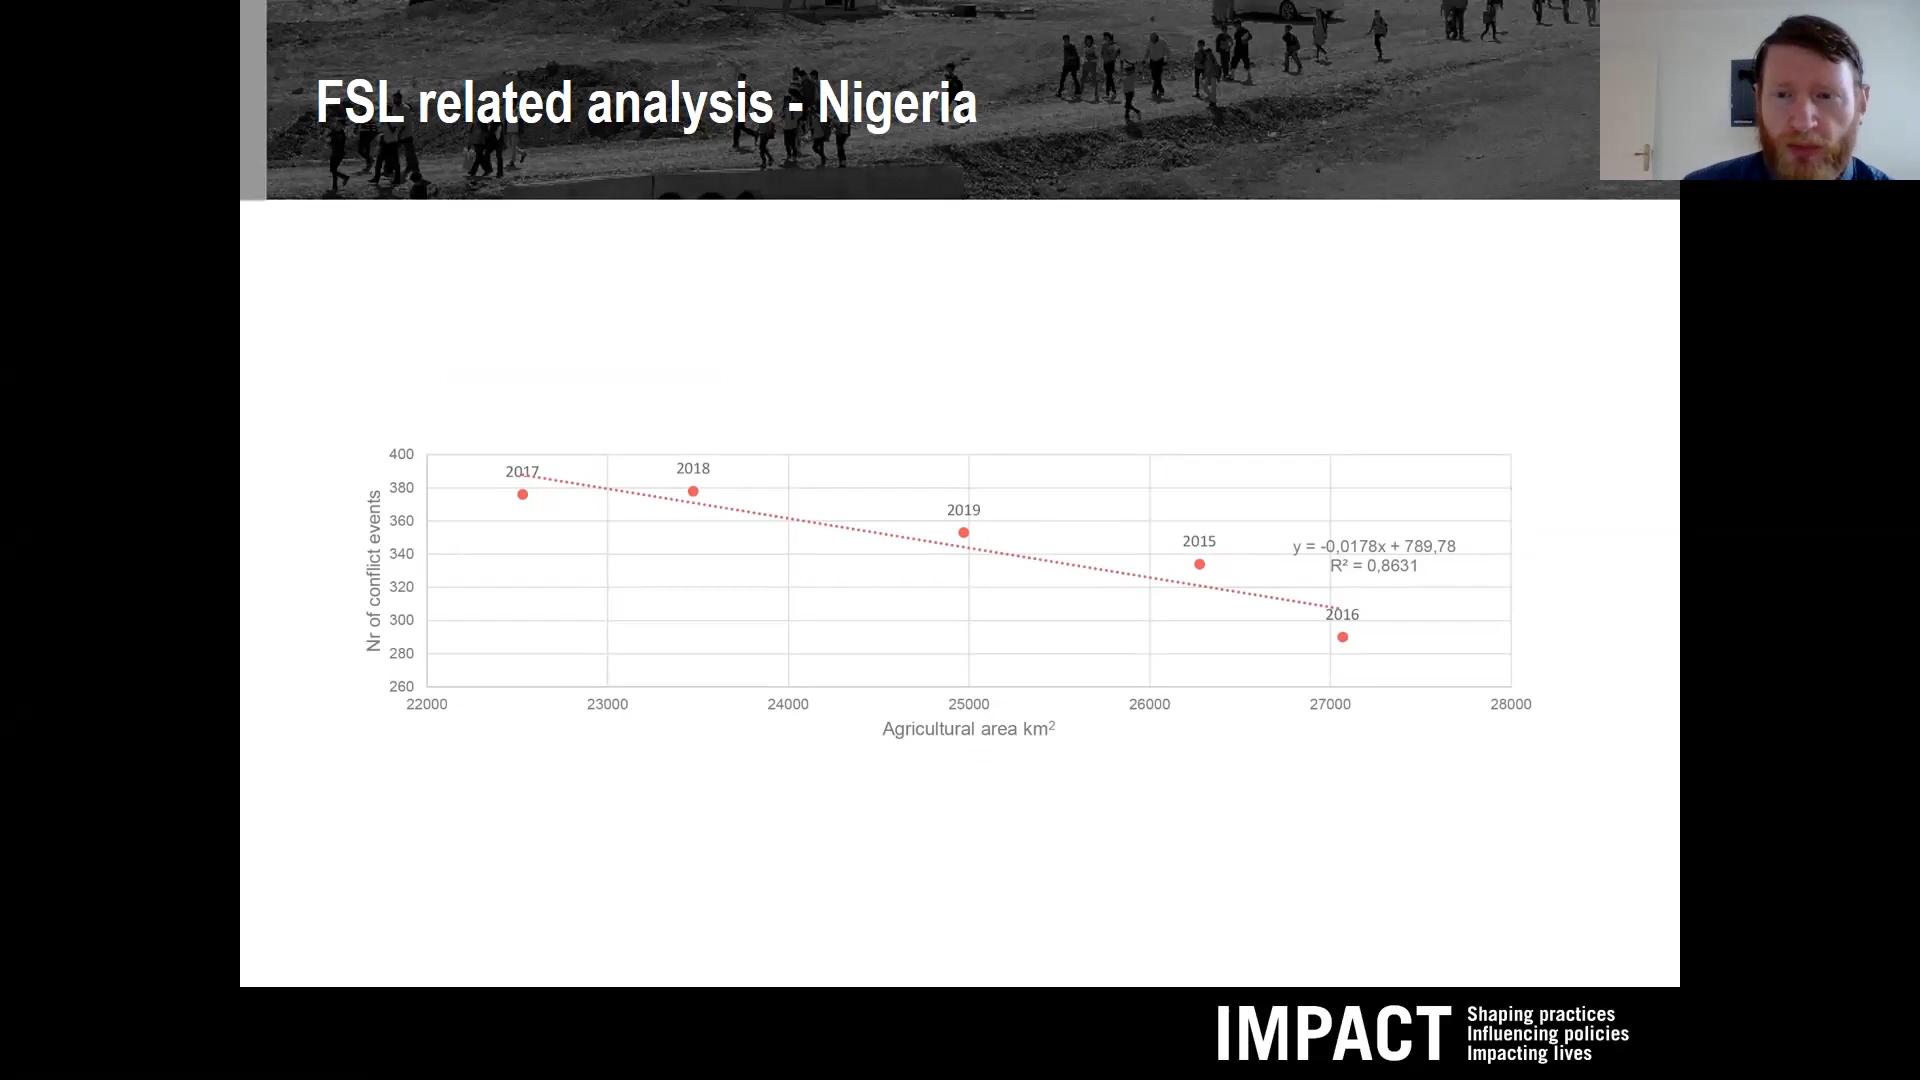 FSL related analysis - Nigeria
400
380
360
340
320
300
280
260
Nr of conflict events
2017
2018
2019
2015
2016
y = -0,0178x + 789,78
R² = 0,8631
22000
23000
24000
25000
26000
27000
28000
Agricultural area km²
IMPACT
Shaping practices
Influencing policies
Impacting lives